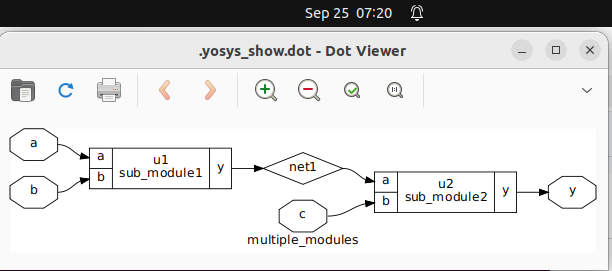 Sep 25 07:20
.yosys_show.dot - Dot Viewer
a
b
a
b
u1
sub_module1
y
net1
c
a
b
u2
sub_module2
y
y
multiple_modules